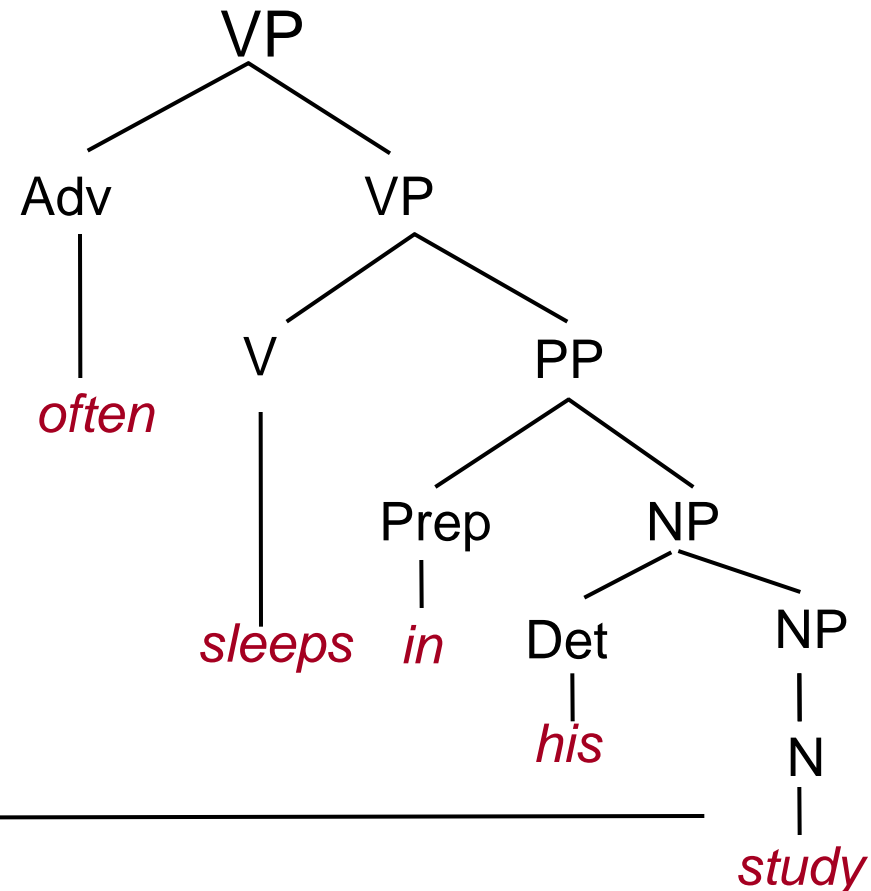 VP
Adv VP
V PP
often
Prep NP
sleeps in Det NP
his N
study